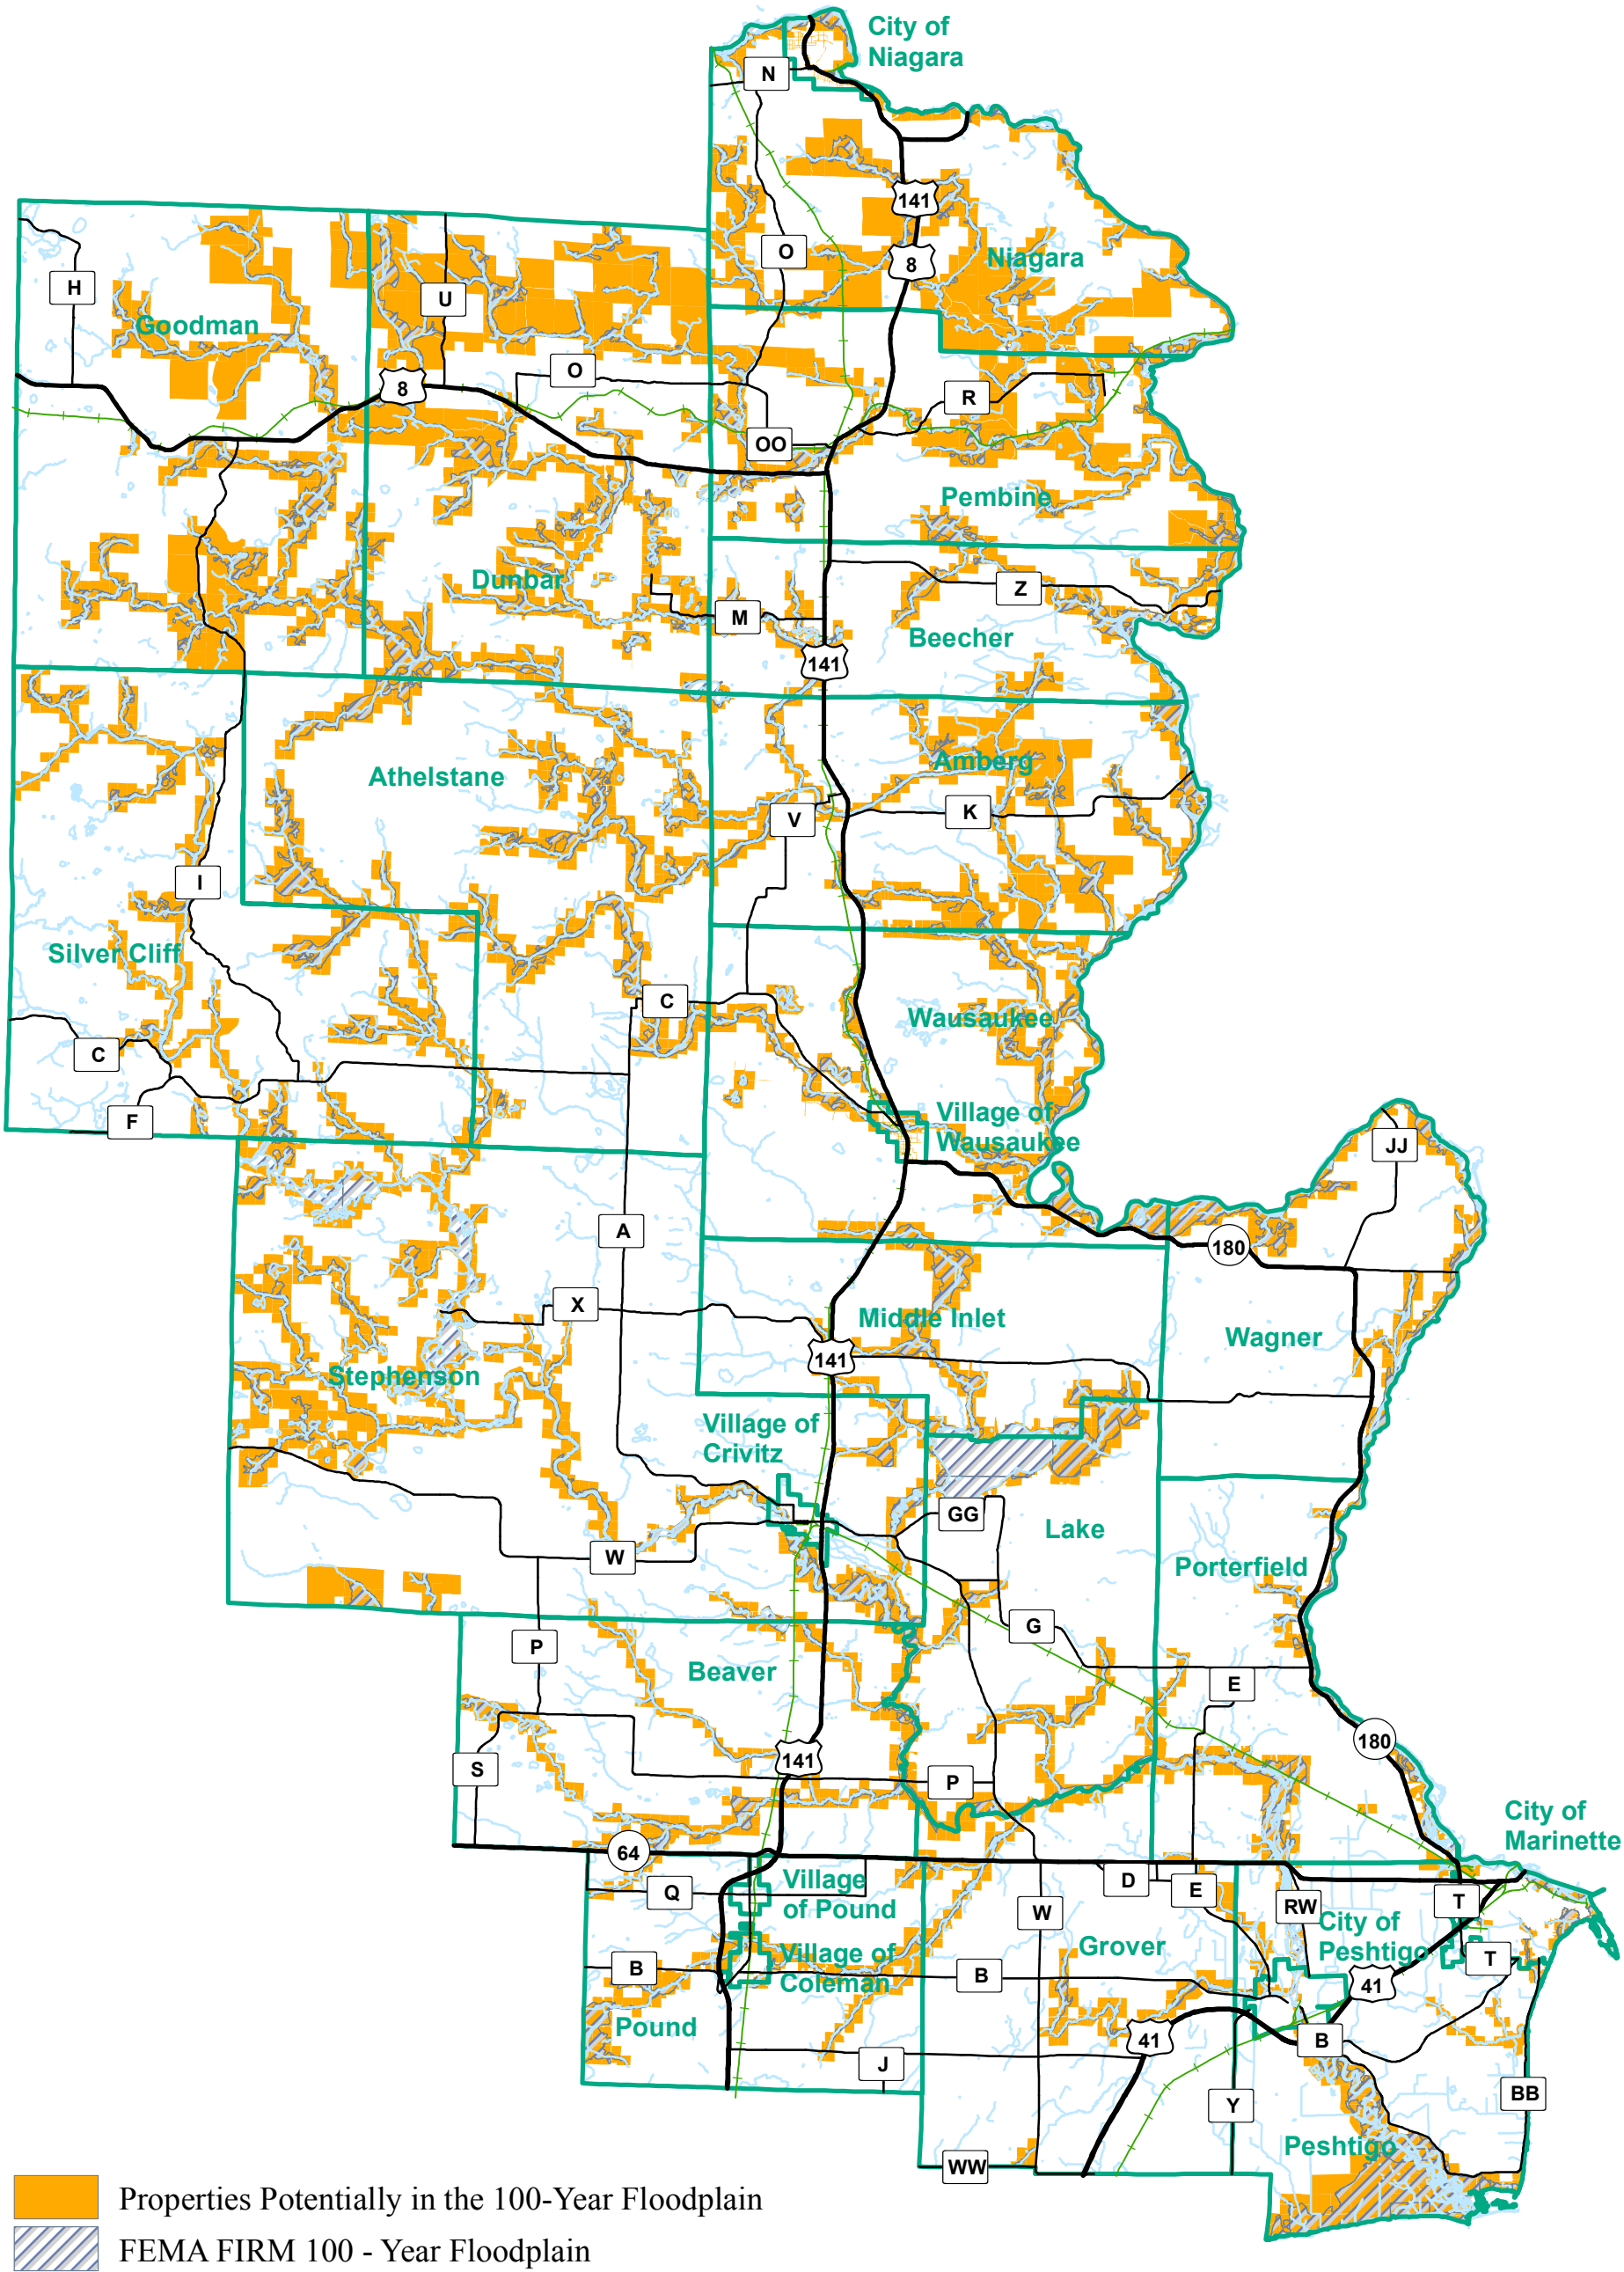 City of
Niagara
N
141
O
Niagara
8
H
U
Goodman
O
8
R
OO
Pembine
Dunbar
Z
M
Beecher
141
Athelstane
Amberg
V
K
I
Silver Cliff
C
Wausaukee
C
F
Village of
Wausaukee
JJ
A
180
X
Middle Inlet
Wagner
141
Stephenson
Village of
Crivitz
GG
Lake
W
Porterfield
G
P
Beaver
E
180
141
S
P
City of
Marinette
64
Village
of Pound
Q
D
E
W
RW
T
City of
Peshtigo
Grover
Village of
Coleman
T
B
B
41
Pound
41
B
J
BB
Y
Peshtigo
WW
Properties Potentially in the 100-Year Floodplain
FEMA FIRM 100 - Year Floodplain